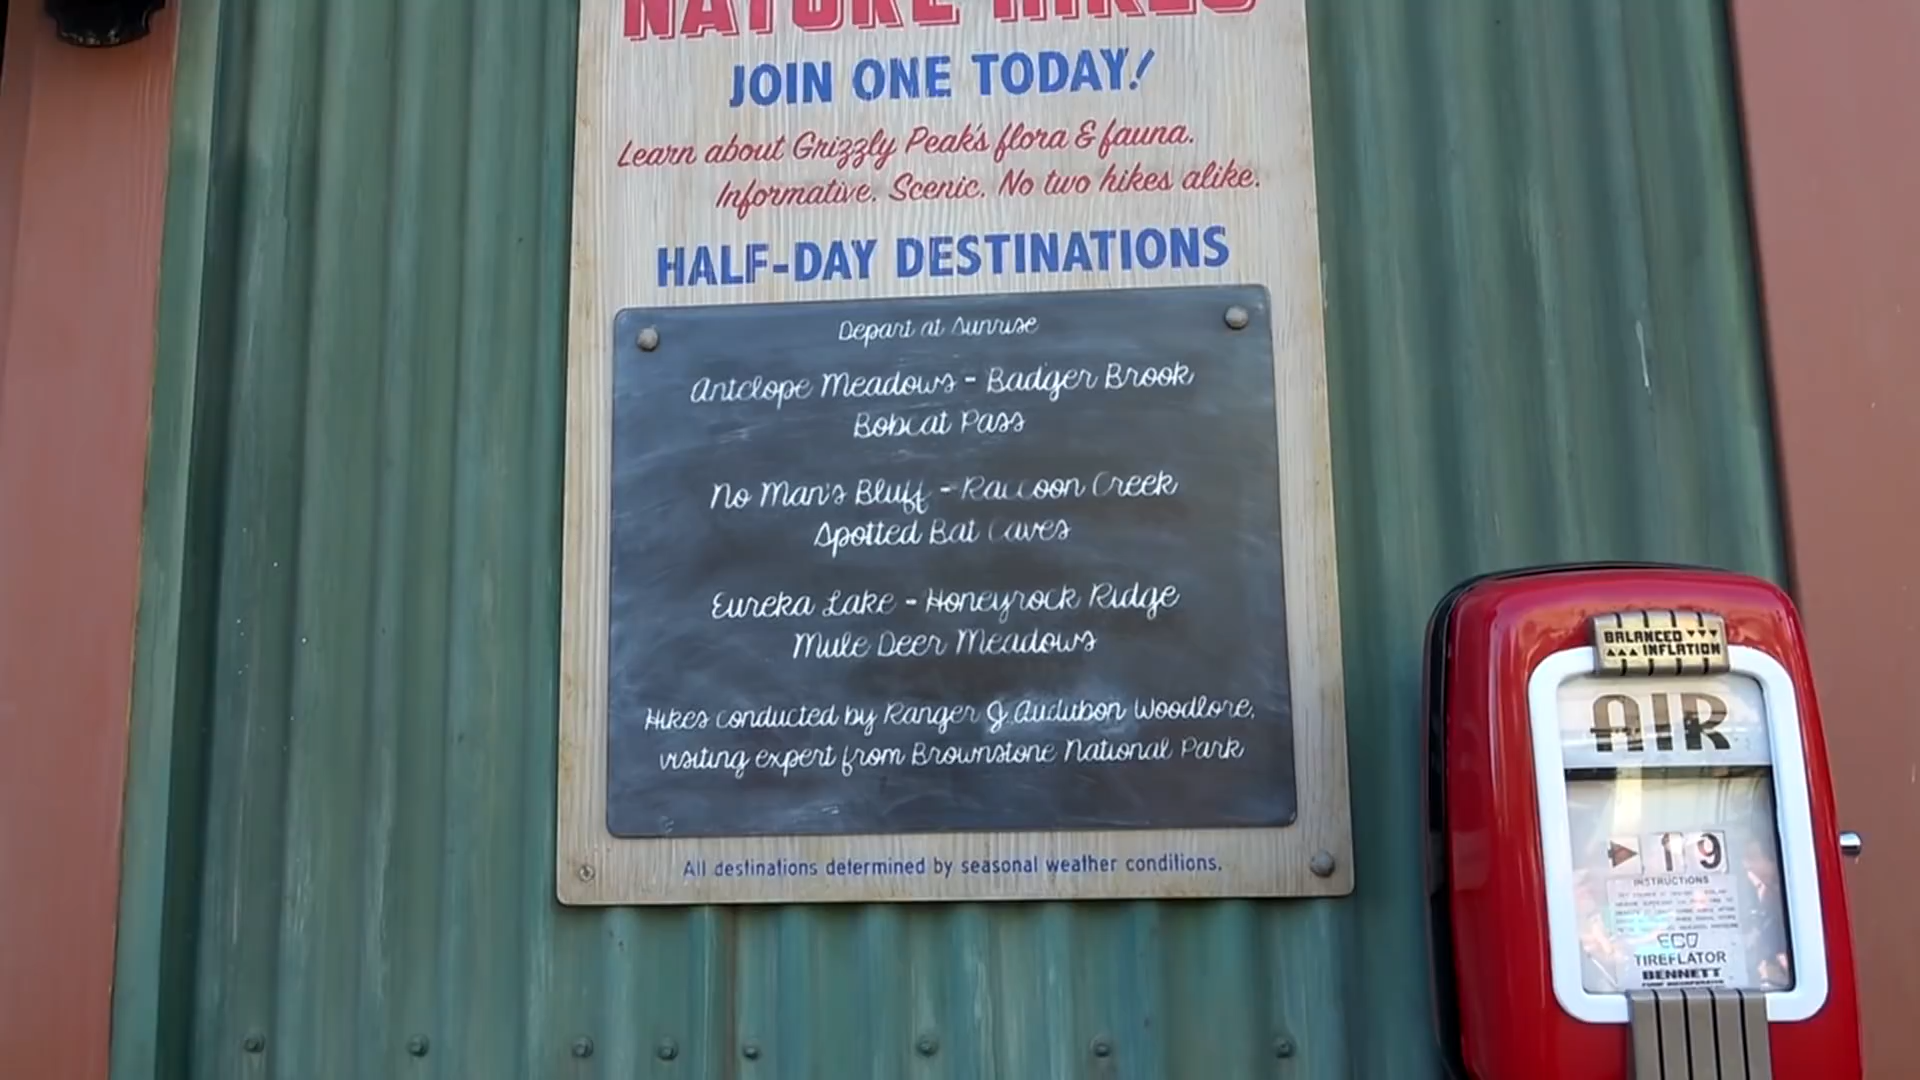 NATURE HIKES
JOIN ONE TODAY!
Learn about Grizzly Peak's flora & fauna.
Informative. Scenic. No two hikes alike.
HALF-DAY DESTINATIONS
Depart at Sunrise
Antelope Meadows - Badger Brook
Bobcat Pass
No Man's Bluff - Raccoon Creek
Spotted Bat Caves
Eureka Lake - Honeyrock Ridge
Mule Deer Meadows
Hikes conducted by Ranger J. Audubon Woodlore,
visiting expert from Brownstone National Park
All destinations determined by seasonal weather conditions.
BALANCED
INFLATION
AIR
19
INSTRUCTIONS
ECO
TIREFLATOR
BENNETT